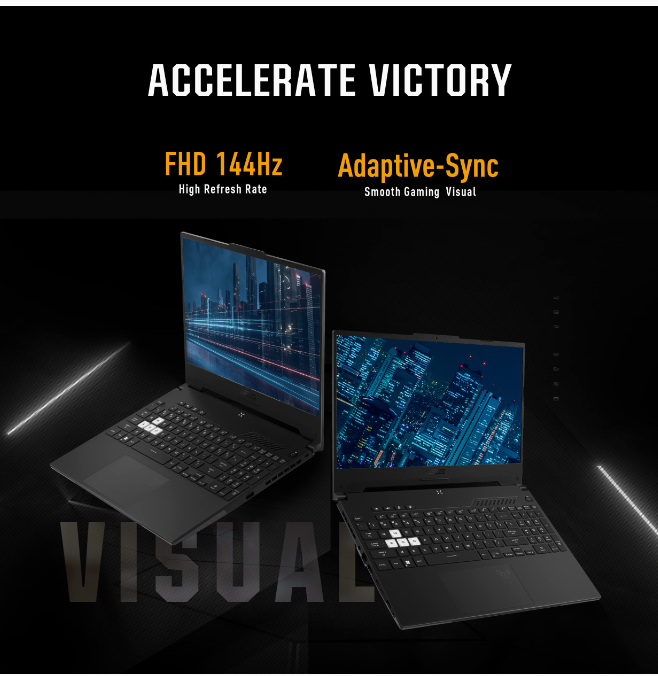 ACCELERATE VICTORY
FHD 144Hz
High Refresh Rate
Adaptive-Sync
Smooth Gaming Visual
VISUAL